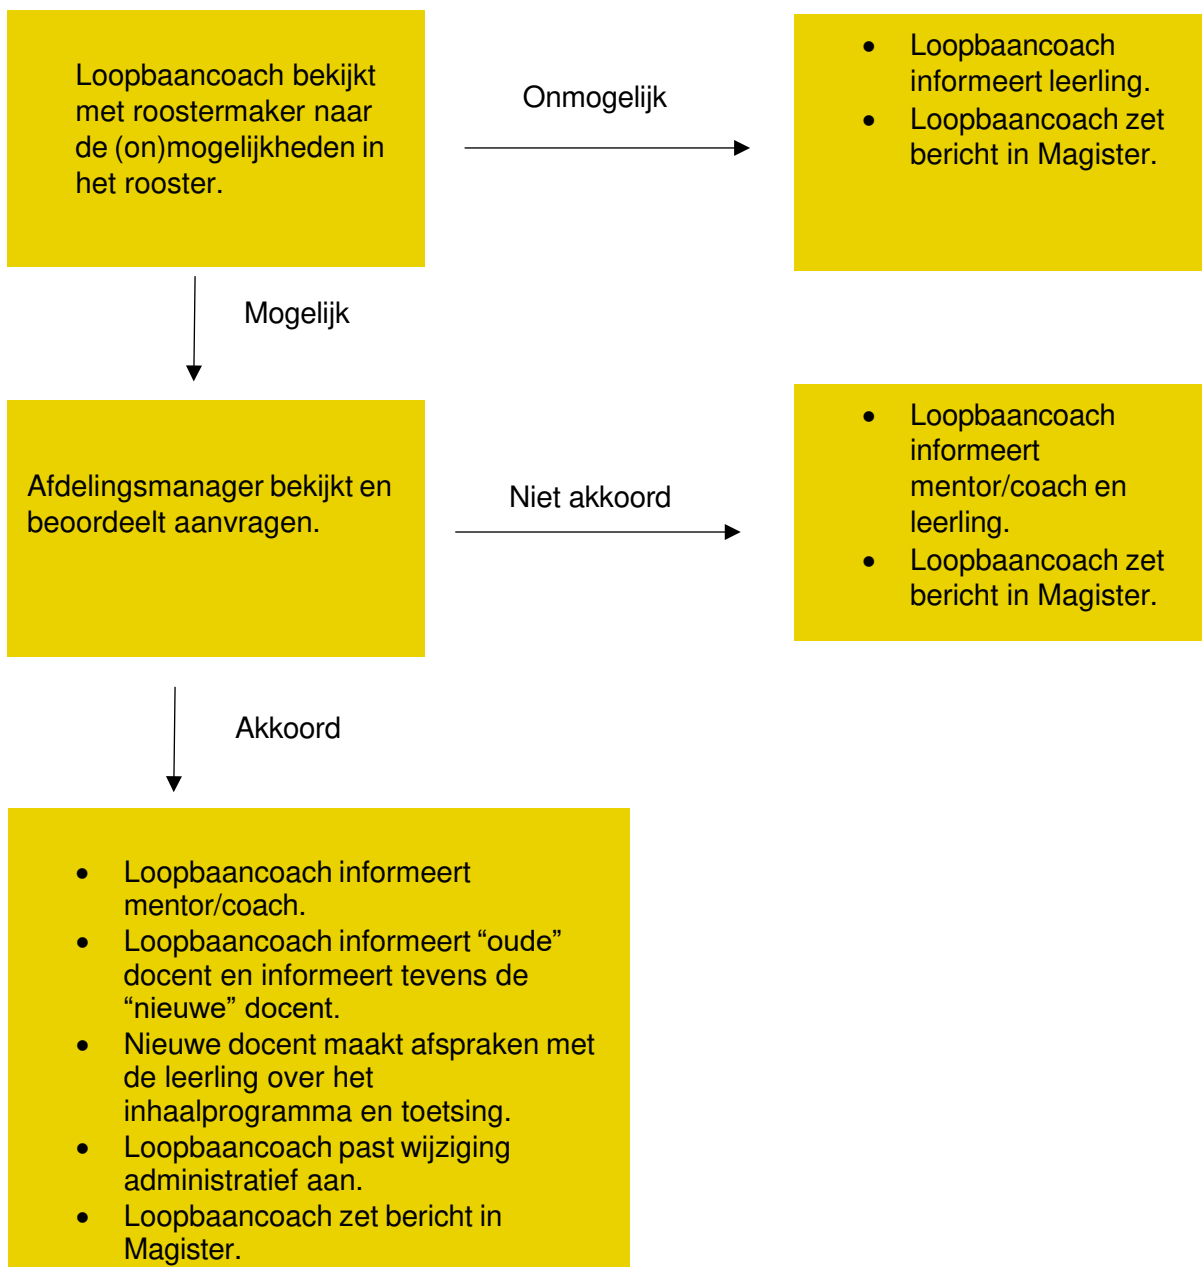 Loopbaancoach bekijkt
met roostermaker naar
de (on)mogelijkheden in
het rooster.
Onmogelijk
• Loopbaancoach
informeert leerling.
• Loopbaancoach zet
bericht in Magister.
Mogelijk
Afdelingsmanager bekijkt en
beoordeelt aanvragen.
Niet akkoord
• Loopbaancoach
informeert
mentor/coach en
leerling.
• Loopbaancoach zet
bericht in Magister.
Akkoord
• Loopbaancoach informeert
mentor/coach.
• Loopbaancoach informeert “oude”
docent en informeert tevens de
“nieuwe” docent.
• Nieuwe docent maakt afspraken met
de leerling over het
inhaalprogramma en toetsing.
• Loopbaancoach past wijziging
administratief aan.
• Loopbaancoach zet bericht in
Magister.